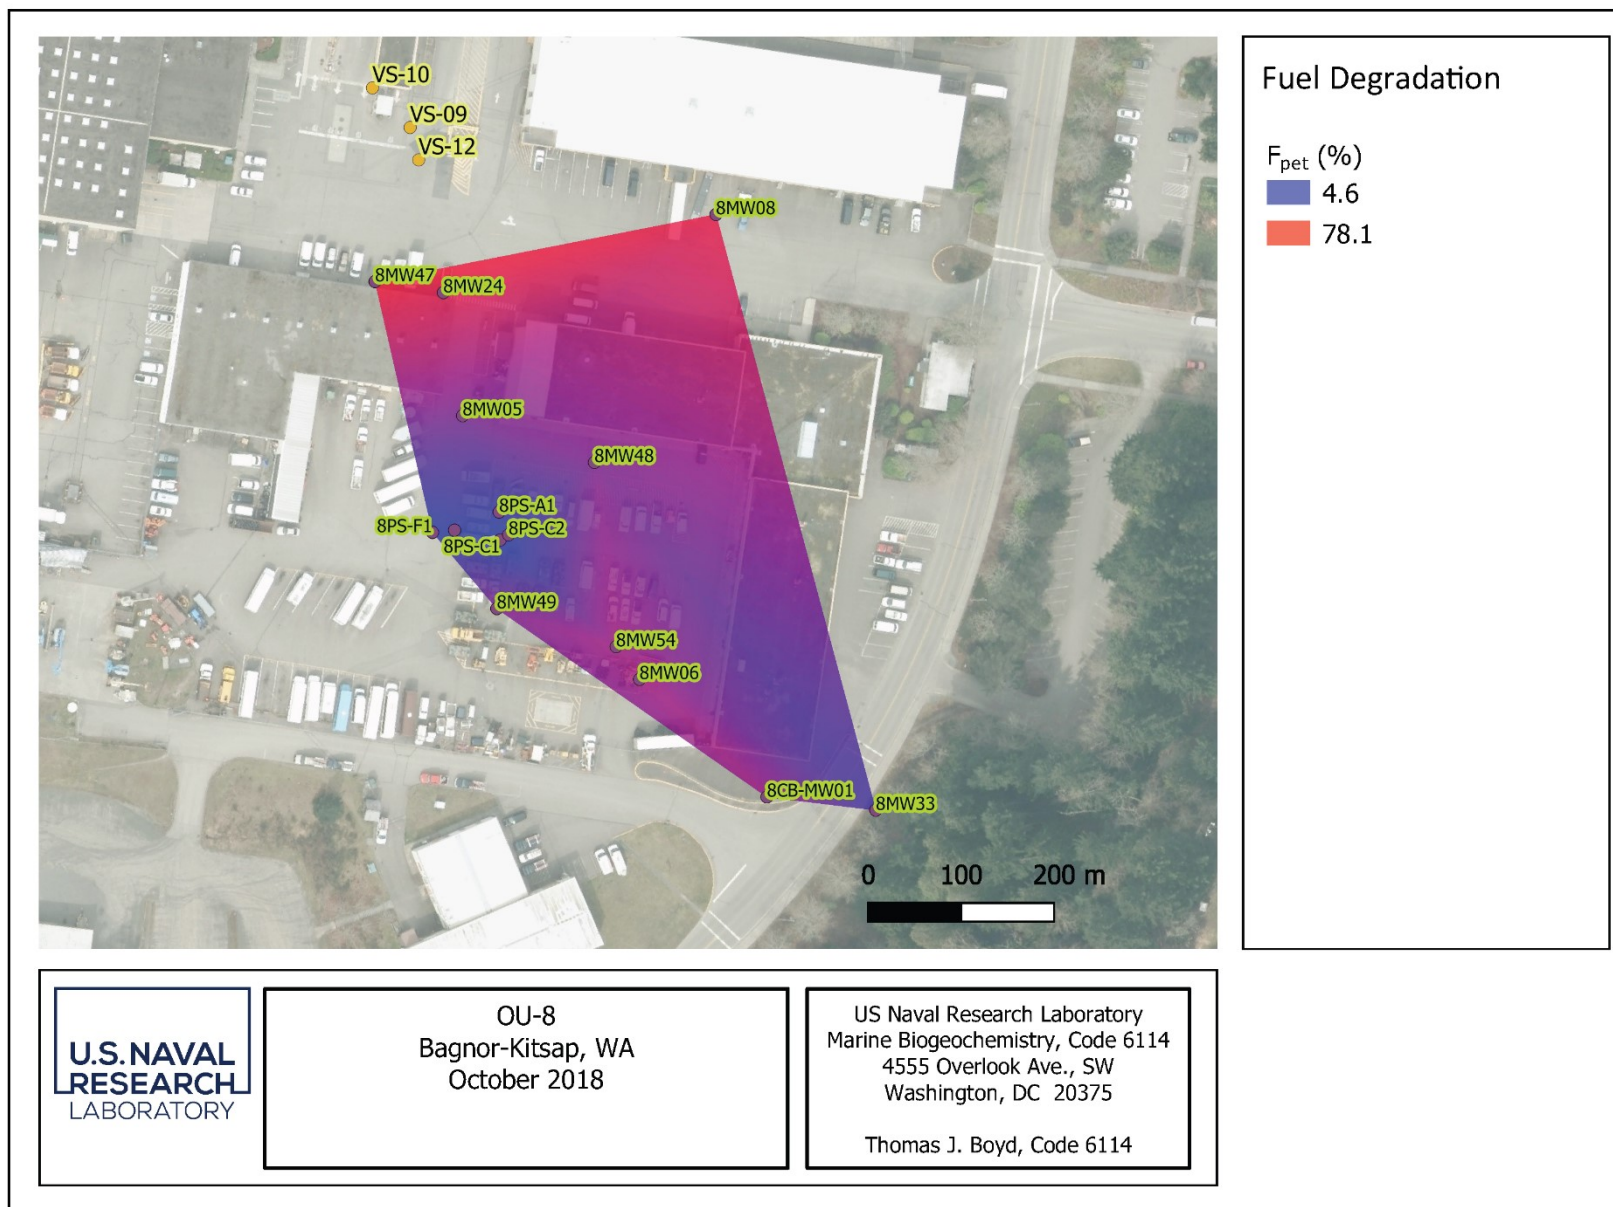 VS-10
VS-09
VS-12
8MW08
8MW47
8MW24
8MW05
8MW48
8PS-A1
8PS-F1
8PS-C2
8PS-C1
8MW49
8MW54
8MW06
8CB-MW01
8MW33
0 100 200 m
Fuel Degradation
Fpet (%)
4.6
78.1
U.S. NAVAL
RESEARCH
LABORATORY
OU-8
Bagnor-Kitsap, WA
October 2018
US Naval Research Laboratory
Marine Biogeochemistry, Code 6114
4555 Overlook Ave., SW
Washington, DC 20375
Thomas J. Boyd, Code 6114